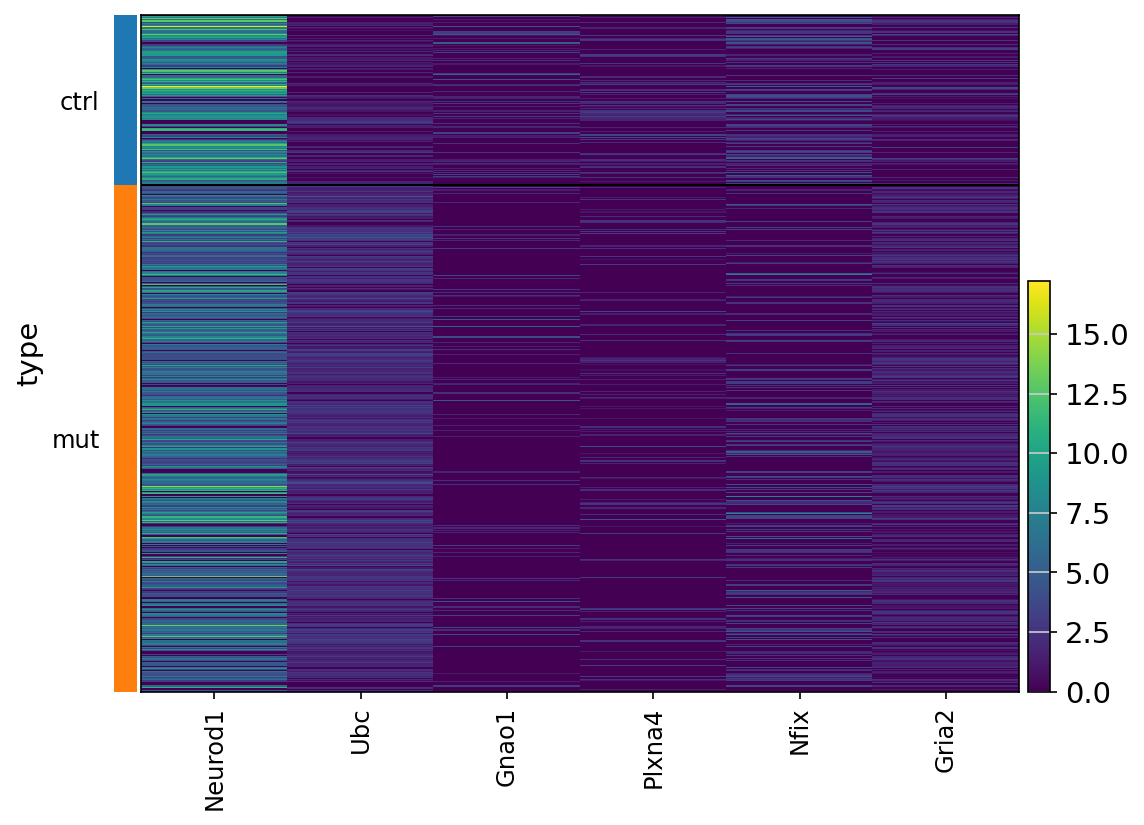 ctrl
mut
type
15.0
12.5
10.0
7.5
5.0
2.5
0.0
Neurod1
Ubc
Gnao1
Plxna4
Nfix
Gria2